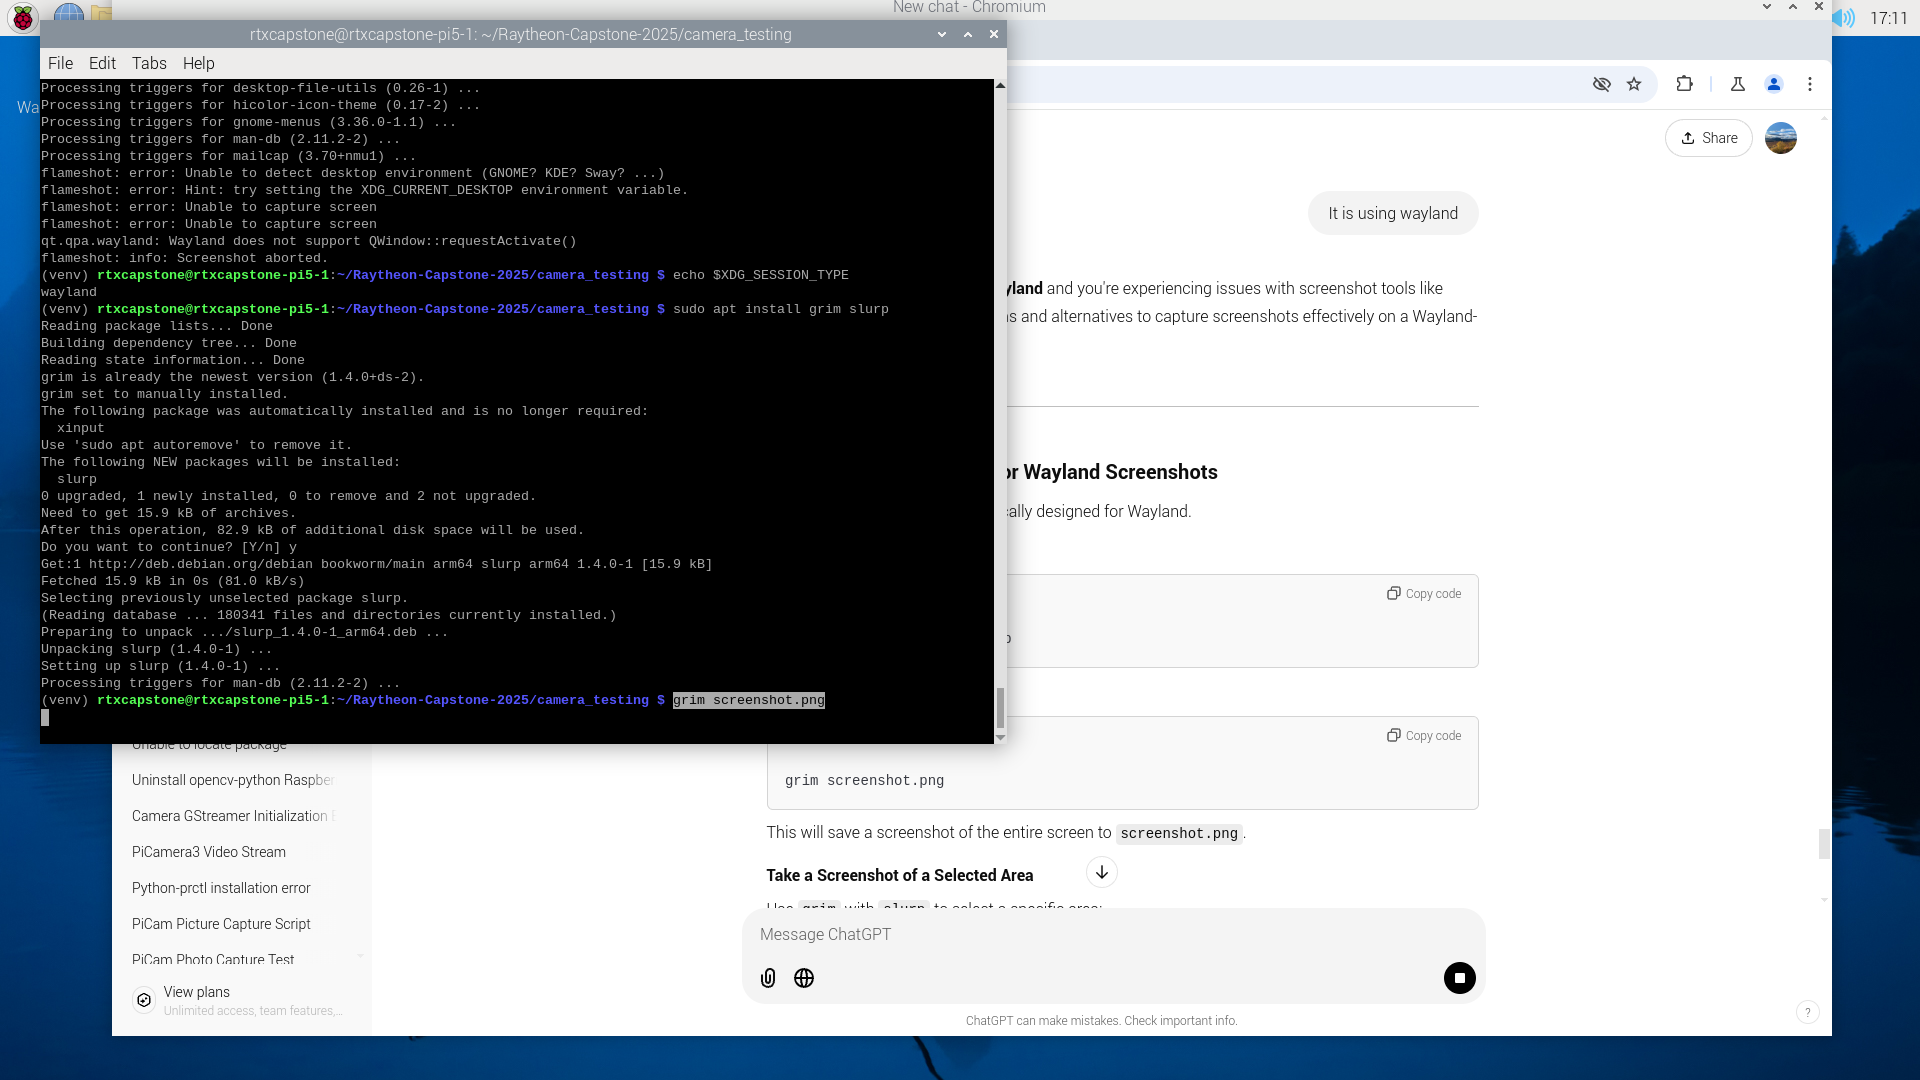 New chat - Chromium
17:11
Wa
rtxcapstone@rtxcapstone-pi5-1: ~/Raytheon-Capstone-2025/camera_testing
File Edit Tabs Help
Processing triggers for desktop-file-utils (0.26-1) ...
Processing triggers for hicolor-icon-theme (0.17-2) ...
Processing triggers for gnome-menus (3.36.0-1.1) ...
Processing triggers for man-db (2.11.2-2) ...
Processing triggers for mailcap (3.70+nmu1) ...
flameshot: error: Unable to detect desktop environment (GNOME? KDE? Sway? ...)
flameshot: error: Hint: try setting the XDG_CURRENT_DESKTOP environment variable.
flameshot: error: Unable to capture screen
flameshot: error: Unable to capture screen
qt.qpa.wayland: Wayland does not support QWindow::requestActivate()
flameshot: info: Screenshot aborted.
(venv) rtxcapstone@rtxcapstone-pi5-1:~/Raytheon-Capstone-2025/camera_testing $ echo $XDG_SESSION_TYPE
wayland
(venv) rtxcapstone@rtxcapstone-pi5-1:~/Raytheon-Capstone-2025/camera_testing $ sudo apt install grim slurp
Reading package lists... Done
Building dependency tree... Done
Reading state information... Done
grim is already the newest version (1.4.0+ds-2).
grim set to manually installed.
The following package was automatically installed and is no longer required:
  xinput
Use 'sudo apt autoremove' to remove it.
The following NEW packages will be installed:
  slurp
0 upgraded, 1 newly installed, 0 to remove and 2 not upgraded.
Need to get 15.9 kB of archives.
After this operation, 82.9 kB of additional disk space will be used.
Do you want to continue? [Y/n] y
Get:1 http://deb.debian.org/debian bookworm/main arm64 slurp arm64 1.4.0-1 [15.9 kB]
Fetched 15.9 kB in 0s (81.0 kB/s)
Selecting previously unselected package slurp.
(Reading database ... 180341 files and directories currently installed.)
Preparing to unpack .../slurp_1.4.0-1_arm64.deb ...
Unpacking slurp (1.4.0-1) ...
Setting up slurp (1.4.0-1) ...
Processing triggers for man-db (2.11.2-2) ...
(venv) rtxcapstone@rtxcapstone-pi5-1:~/Raytheon-Capstone-2025/camera_testing $ grim screenshot.png
Share
It is using wayland
yland and you're experiencing issues with screenshot tools like
ns and alternatives to capture screenshots effectively on a Wayland-
or Wayland Screenshots
cally designed for Wayland.
Copy code
p
Copy code
grim screenshot.png
This will save a screenshot of the entire screen to screenshot.png.
Take a Screenshot of a Selected Area
Use grim with slurp to select a specific area:
Message ChatGPT
ChatGPT can make mistakes. Check important info.
?
Unable to locate package
Uninstall opencv-python Raspber
Camera GStreamer Initialization E
PiCamera3 Video Stream
Python-prctl installation error
PiCam Picture Capture Script
PiCam Photo Capture Test
View plans
Unlimited access, team features,...